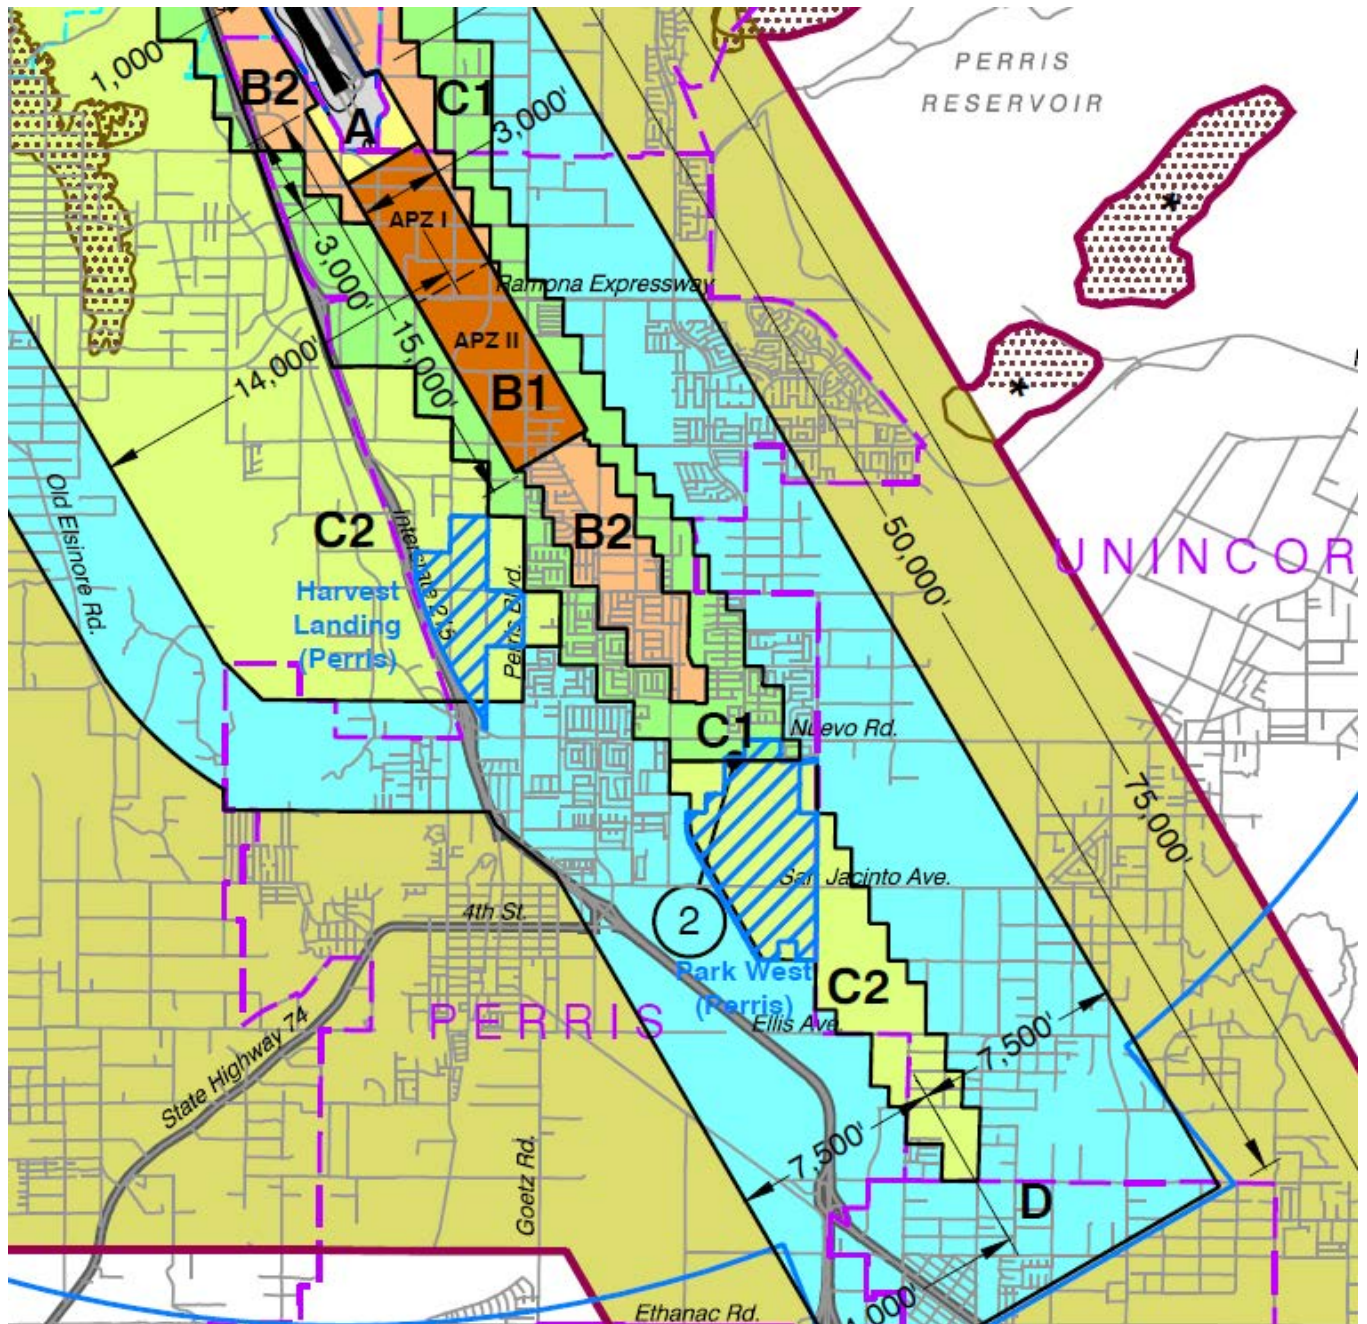 PERRIS
RESERVOIR
1,000'
B2
C1
A
3,000'
APZ I
3,000'
Ramona Expressway
APZ II
15,000'
14,000'
B1
Old Elsinore Rd.
C2
Interstate 215
B2
50,000'
UNINCOR
Harvest
Landing
(Perris)
Perris Blvd.
C1
Nuevo Rd.
75,000'
San Jacinto Ave.
4th St.
2
Park West
(Perris)
C2
PERRIS
Ellis Ave.
7,500'
State Highway 74
7,500'
Goetz Rd.
D
,000'
Ethanac Rd.